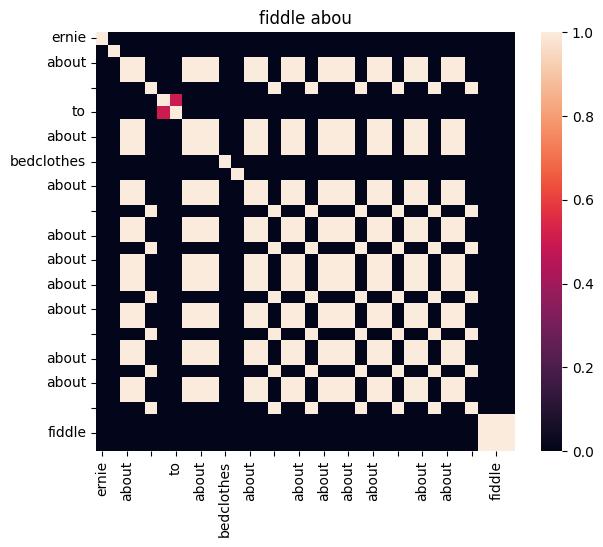 fiddle abou
ernie
about
.
to
about
bedclothes
about
.
about
.
about
about
.
about
.
about
.
about
.
fiddle
ernie
about
.
to
about
bedclothes
about
.
about
.
about
about
.
about
.
about
.
fiddle
1.0
0.8
0.6
0.4
0.2
0.0